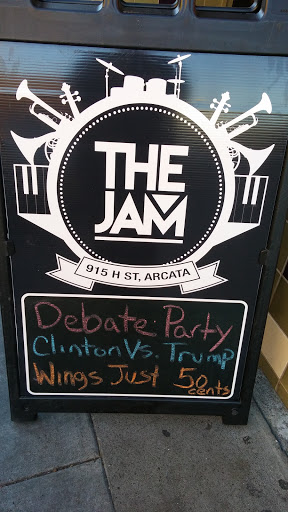 THE
JAM
915 H ST, ARCATA
Debate Party
Clinton Vs. Trump
Wings Just 50 cents